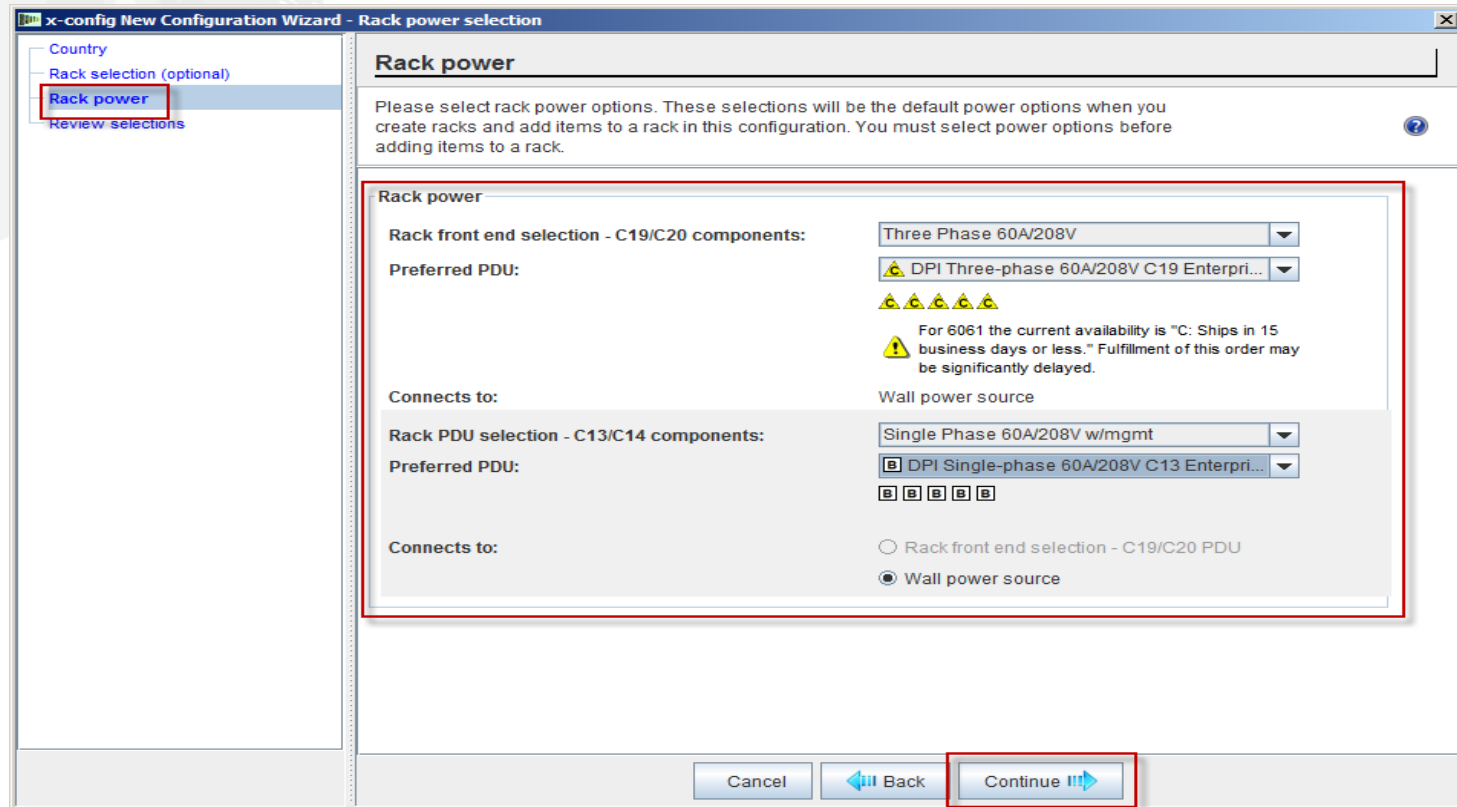 x-config New Configuration Wizard - Rack power selection
Country
Rack selection (optional)
Rack power
Review selections
Rack power
Please select rack power options. These selections will be the default power options when you
create racks and add items to a rack in this configuration. You must select power options before
adding items to a rack.
Rack power
Rack front end selection - C19/C20 components: Three Phase 60A/208V
Preferred PDU: C DPI Three-phase 60A/208V C19 Enterpri...
C C C C C
For 6061 the current availability is "C: Ships in 15
business days or less." Fulfillment of this order may
be significantly delayed.
Connects to: Wall power source
Rack PDU selection - C13/C14 components: Single Phase 60A/208V w/mgmt
Preferred PDU: B DPI Single-phase 60A/208V C13 Enterpri...
B B B B B
Connects to: Rack front end selection - C19/C20 PDU
Wall power source
Cancel Back Continue